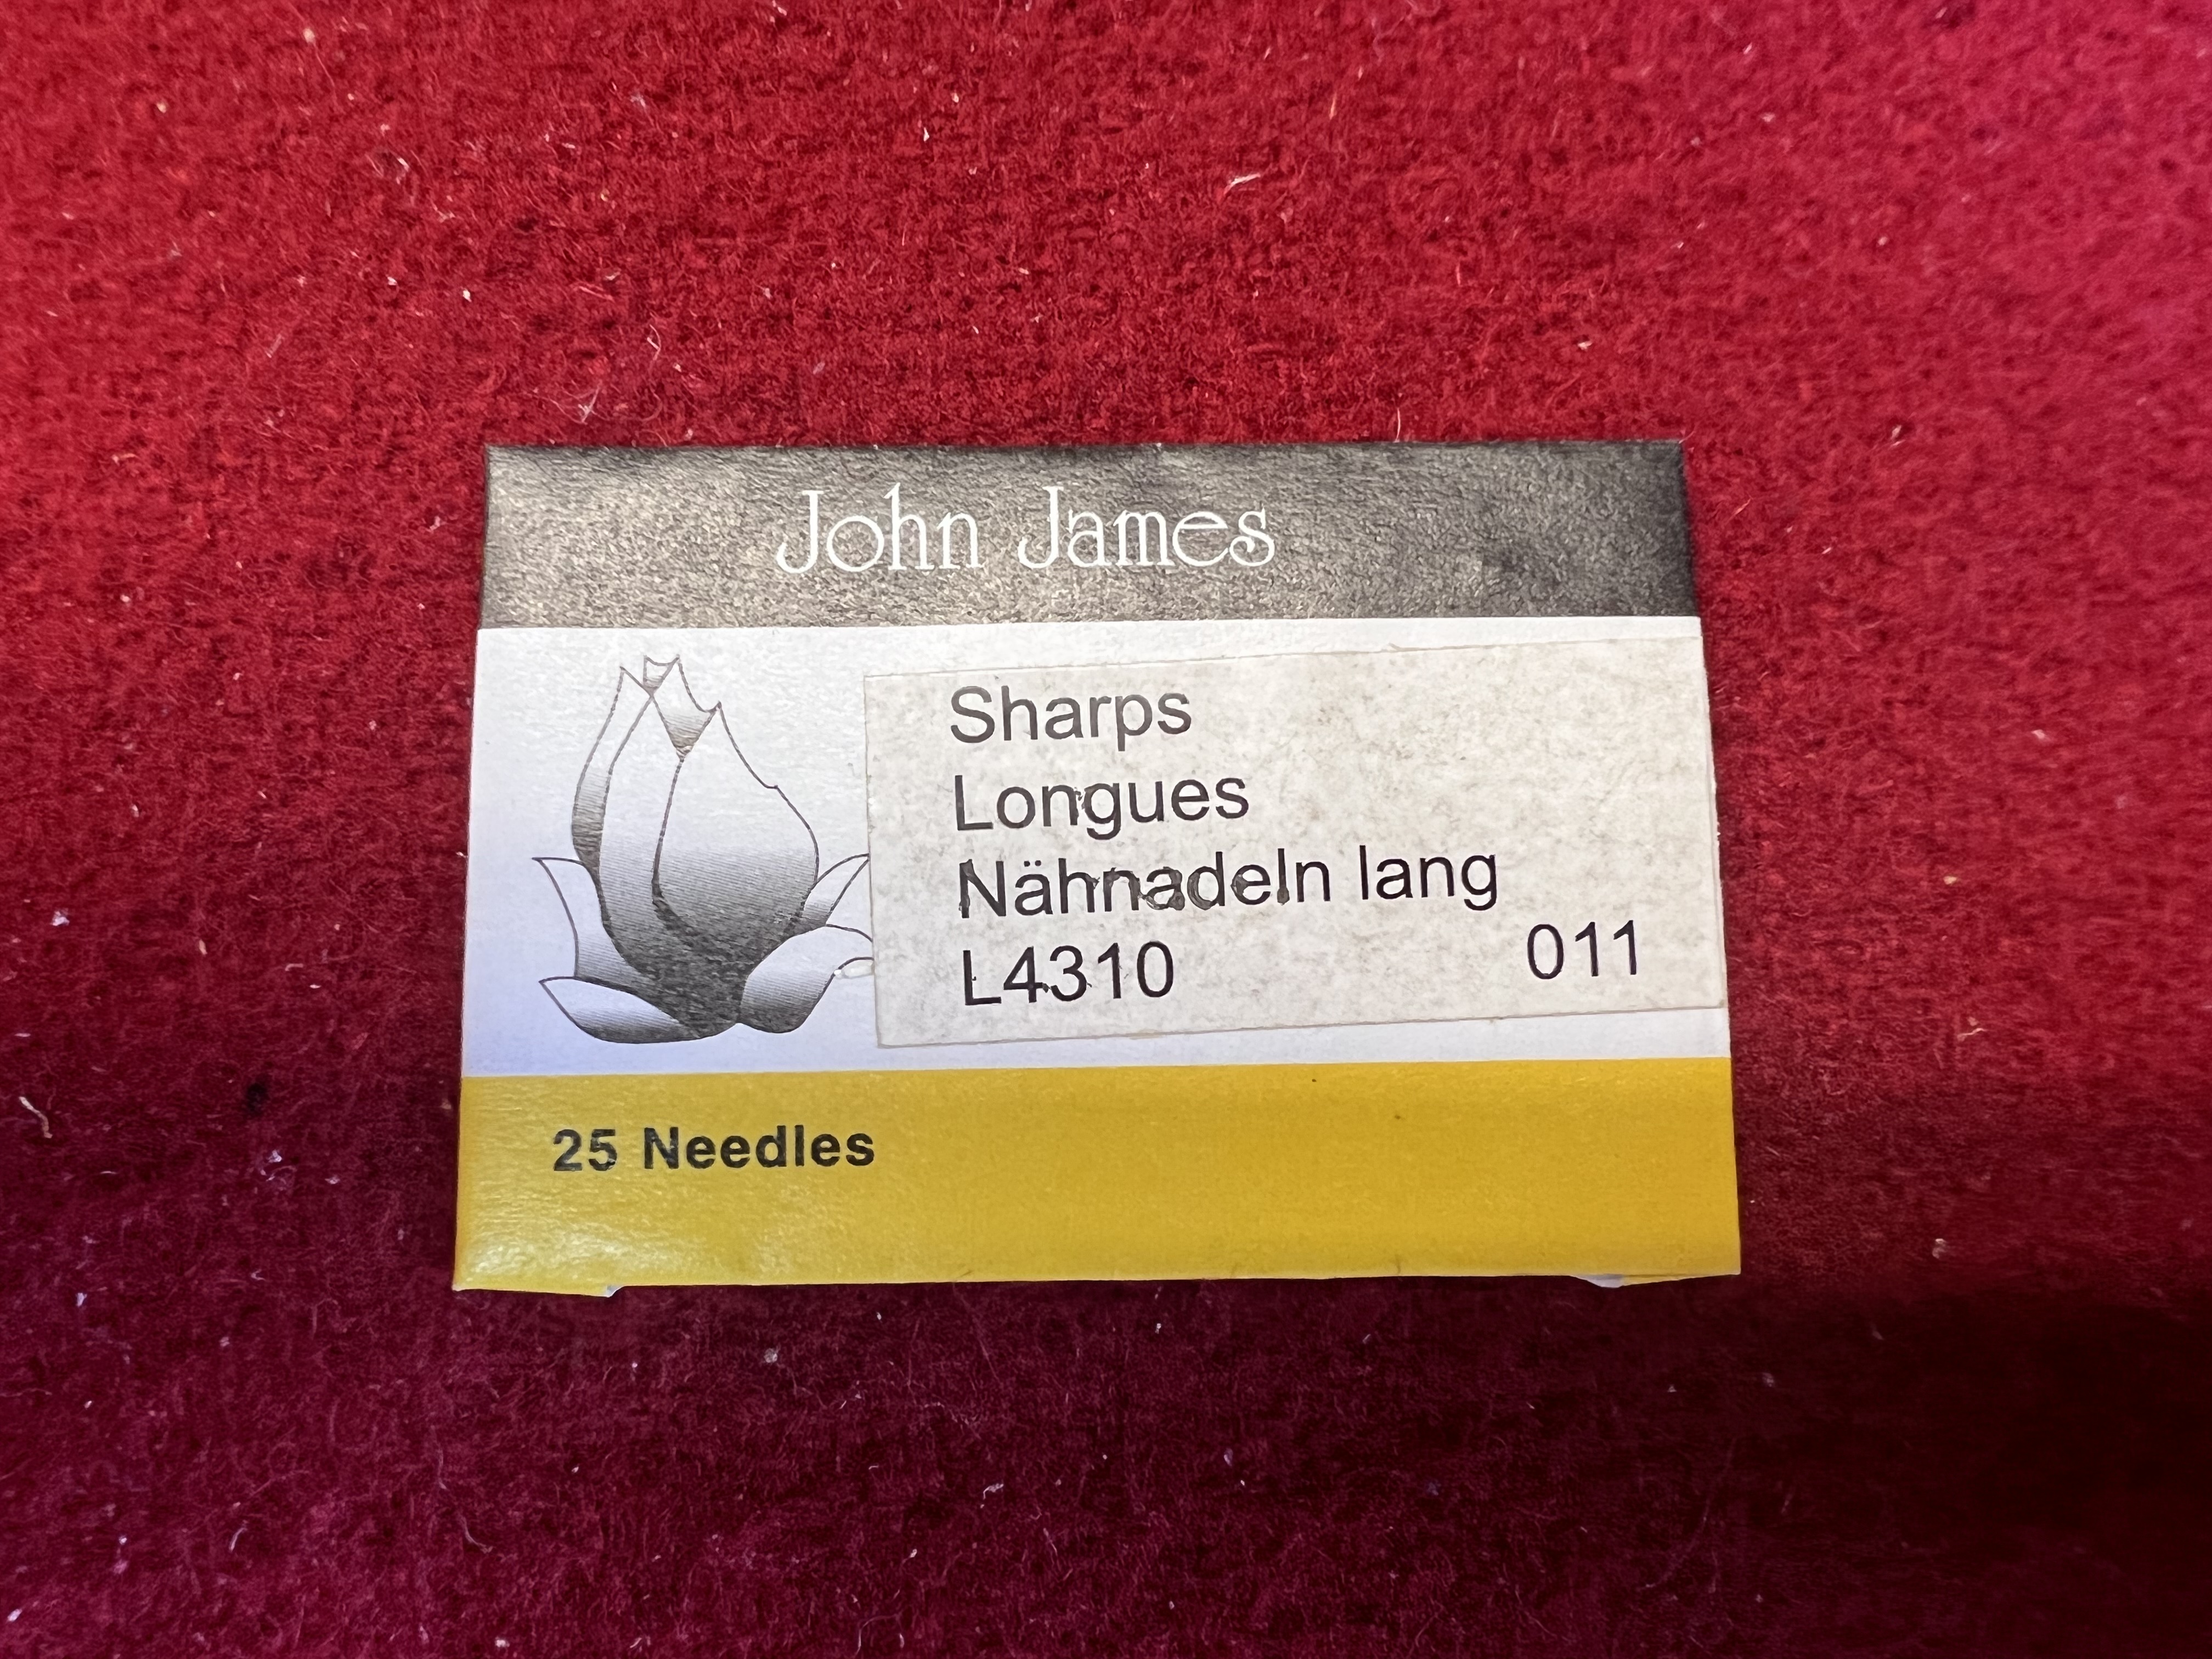 John James
Sharps
Longues
Nähnadeln lang
L4310 011
25 Needles